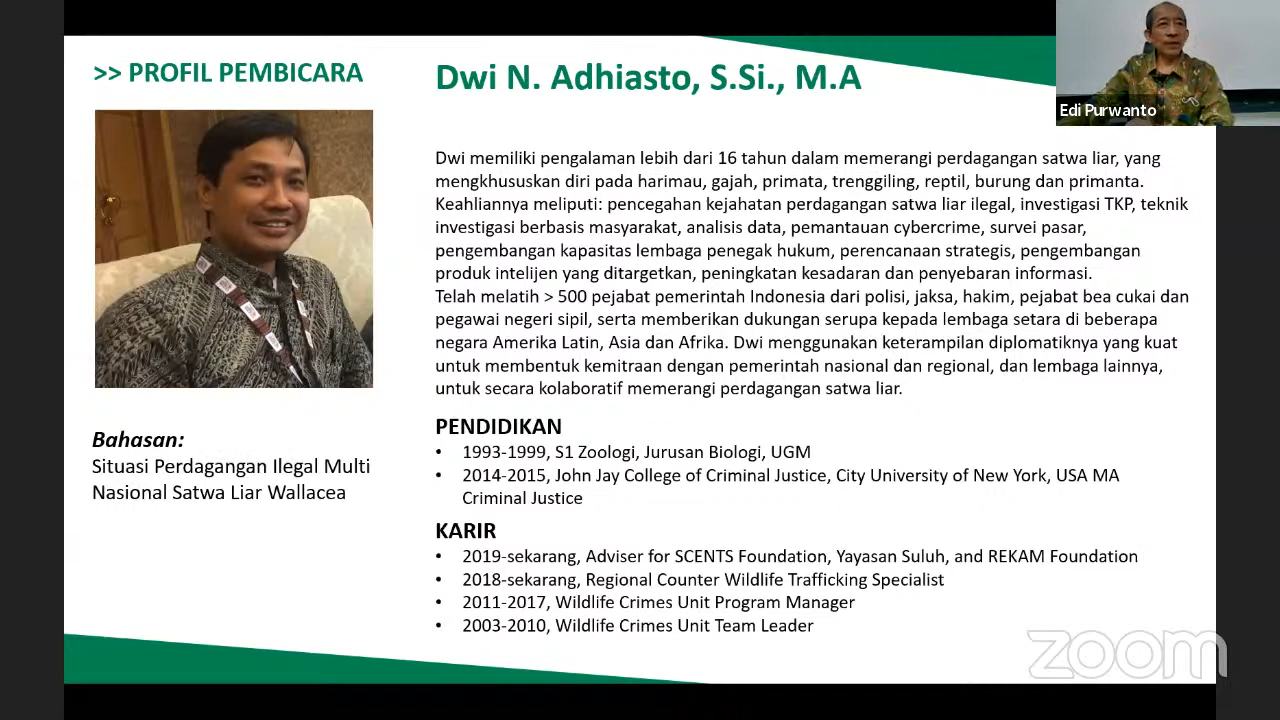 >> PROFIL PEMBICARA
Dwi N. Adhiasto, S.Si., M.A
Edi Purwanto
Dwi memiliki pengalaman lebih dari 16 tahun dalam memerangi perdagangan satwa liar, yang
mengkhususkan diri pada harimau, gajah, primata, trenggiling, reptil, burung dan primanta.
Keahliannya meliputi: pencegahan kejahatan perdagangan satwa liar ilegal, investigasi TKP, teknik
investigasi berbasis masyarakat, analisis data, pemantauan cybercrime, survei pasar,
pengembangan kapasitas lembaga penegak hukum, perencanaan strategis, pengembangan
produk intelijen yang ditargetkan, peningkatan kesadaran dan penyebaran informasi.
Telah melatih > 500 pejabat pemerintah Indonesia dari polisi, jaksa, hakim, pejabat bea cukai dan
pegawai negeri sipil, serta memberikan dukungan serupa kepada lembaga setara di beberapa
negara Amerika Latin, Asia dan Afrika. Dwi menggunakan keterampilan diplomatiknya yang kuat
untuk membentuk kemitraan dengan pemerintah nasional dan regional, dan lembaga lainnya,
untuk secara kolaboratif memerangi perdagangan satwa liar.
Bahasan:
Situasi Perdagangan Ilegal Multi
Nasional Satwa Liar Wallacea
PENDIDIKAN
• 1993-1999, S1 Zoologi, Jurusan Biologi, UGM
• 2014-2015, John Jay College of Criminal Justice, City University of New York, USA MA
Criminal Justice
KARIR
• 2019-sekarang, Adviser for SCENTS Foundation, Yayasan Suluh, and REKAM Foundation
• 2018-sekarang, Regional Counter Wildlife Trafficking Specialist
• 2011-2017, Wildlife Crimes Unit Program Manager
• 2003-2010, Wildlife Crimes Unit Team Leader
zoom